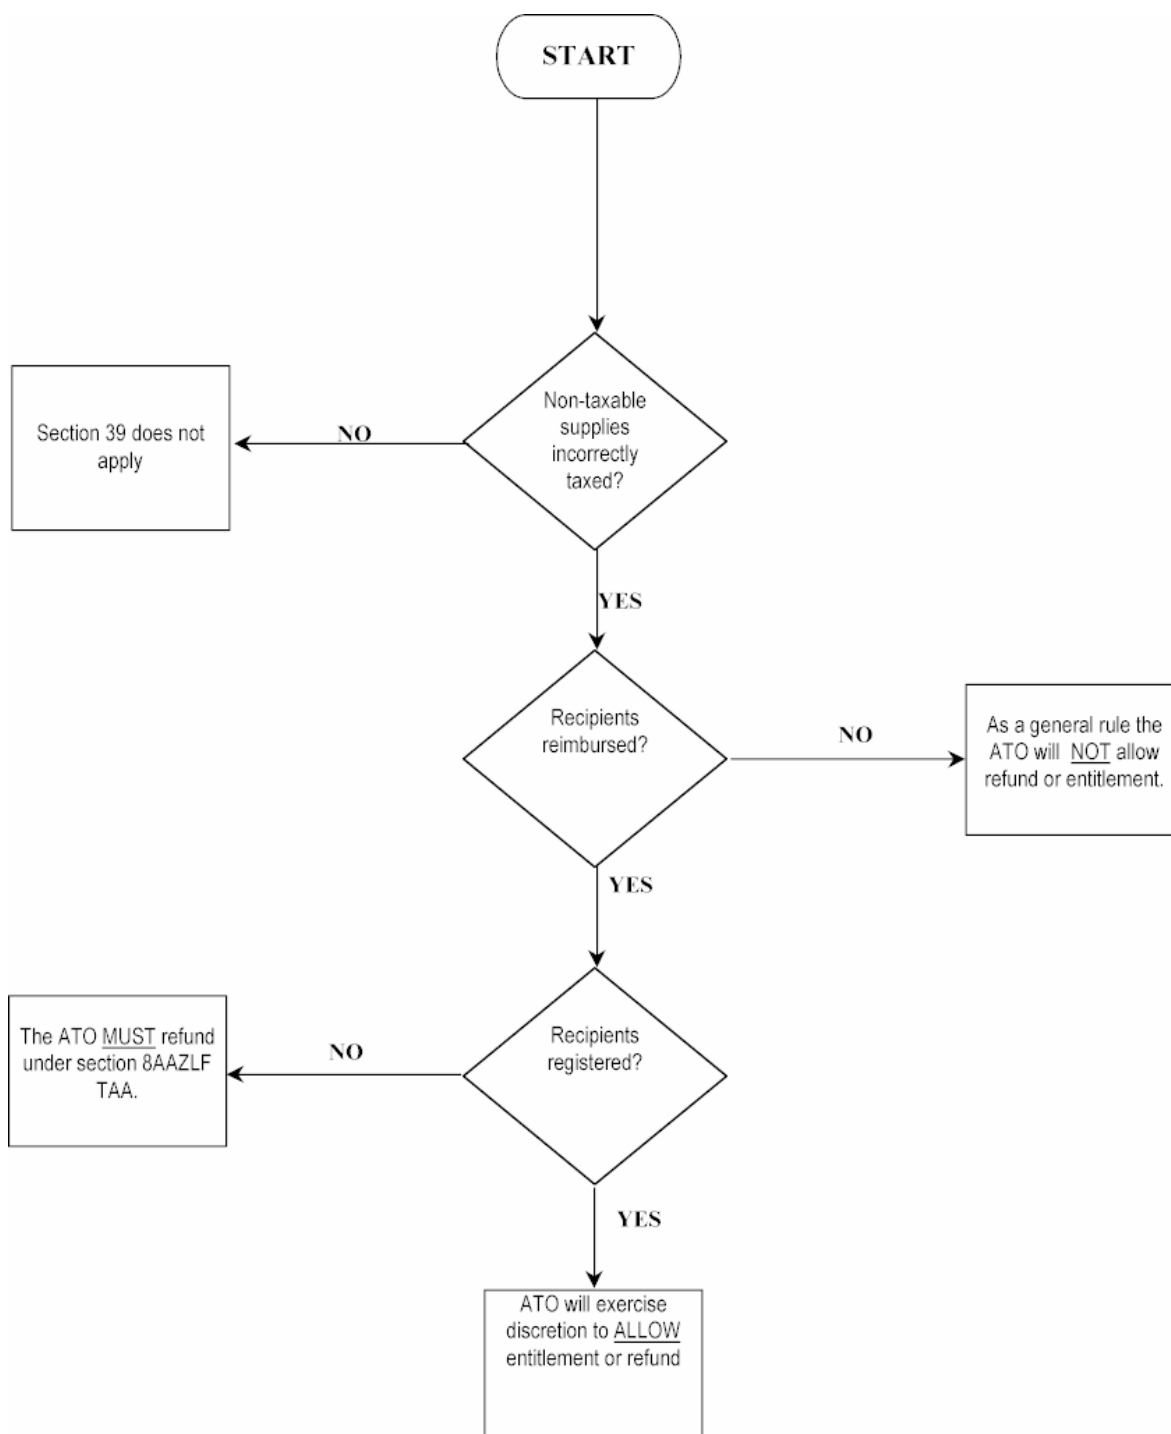 START
Non-taxable
supplies
incorrectly
taxed?
NO
Section 39 does not
apply
YES
Recipients
reimbursed?
NO
As a general rule the
ATO will NOT allow
refund or entitlement.
YES
Recipients
registered?
NO
The ATO MUST refund
under section 8AAZLF
TAA.
YES
ATO will exercise
discretion to ALLOW
entitlement or refund